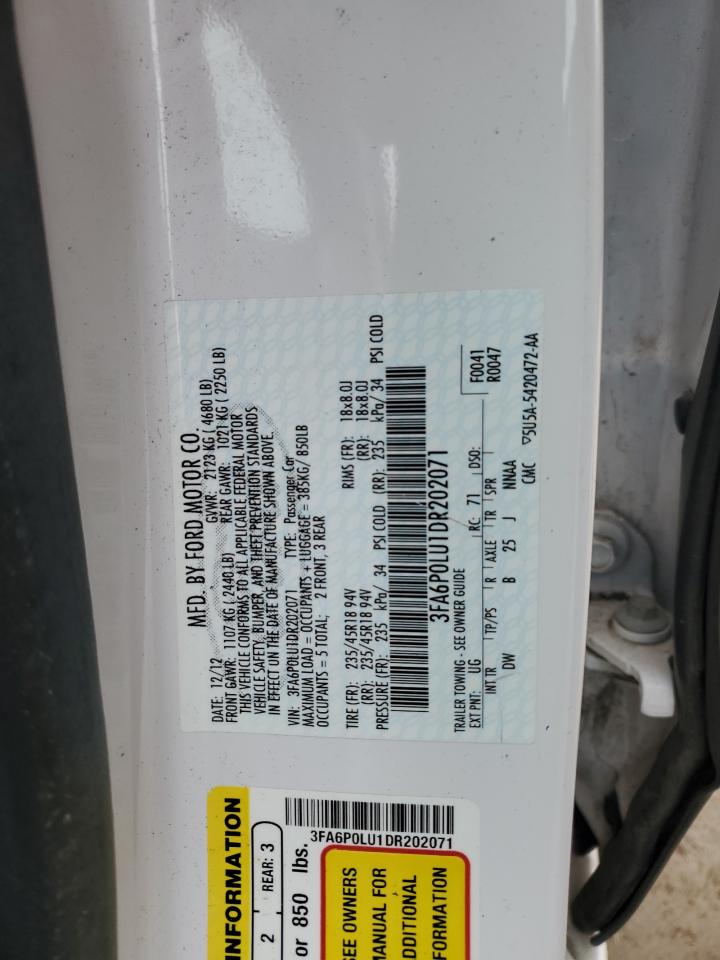 MFD. BY FORD MOTOR CO.
DATE: 12/12 GVWR: 2123 KG ( 4680 LB)
FRONT GAWR: 1107 KG ( 2440 LB) REAR GAWR: 1021 KG ( 2250 LB)
THIS VEHICLE CONFORMS TO ALL APPLICABLE FEDERAL MOTOR
VEHICLE SAFETY, BUMPER, AND THEFT PREVENTION STANDARDS
IN EFFECT ON THE DATE OF MANUFACTURE SHOWN ABOVE.
VIN: 3FA6P0LU1DR202071 TYPE: Passenger Car
MAXIMUM LOAD = OCCUPANTS + LUGGAGE = 385KG/ 850LB
OCCUPANTS = 5 TOTAL; 2 FRONT, 3 REAR
TIRE (FR): 235/45R18 94V RIMS (FR): 18x8.0J
(RR): 235/45R18 94V (RR): 18x8.0J
PRESSURE (FR): 235 kPa/ 34 PSI COLD (RR): 235 kPa/ 34 PSI COLD
3FA6P0LU1DR202071
TRAILER TOWING - SEE OWNER GUIDE
EXT PNT: UG RC: 71 DSO: F0041
R0047
INT TR TP/PS R AXLE TR SPR
DW B 25 J NNAA
CMC ▽5U5A-5420472-AA
INFORMATION
2 REAR: 3
or 850 lbs.
3FA6P0LU1DR202071
SEE OWNERS
MANUAL FOR
ADDITIONAL
INFORMATION